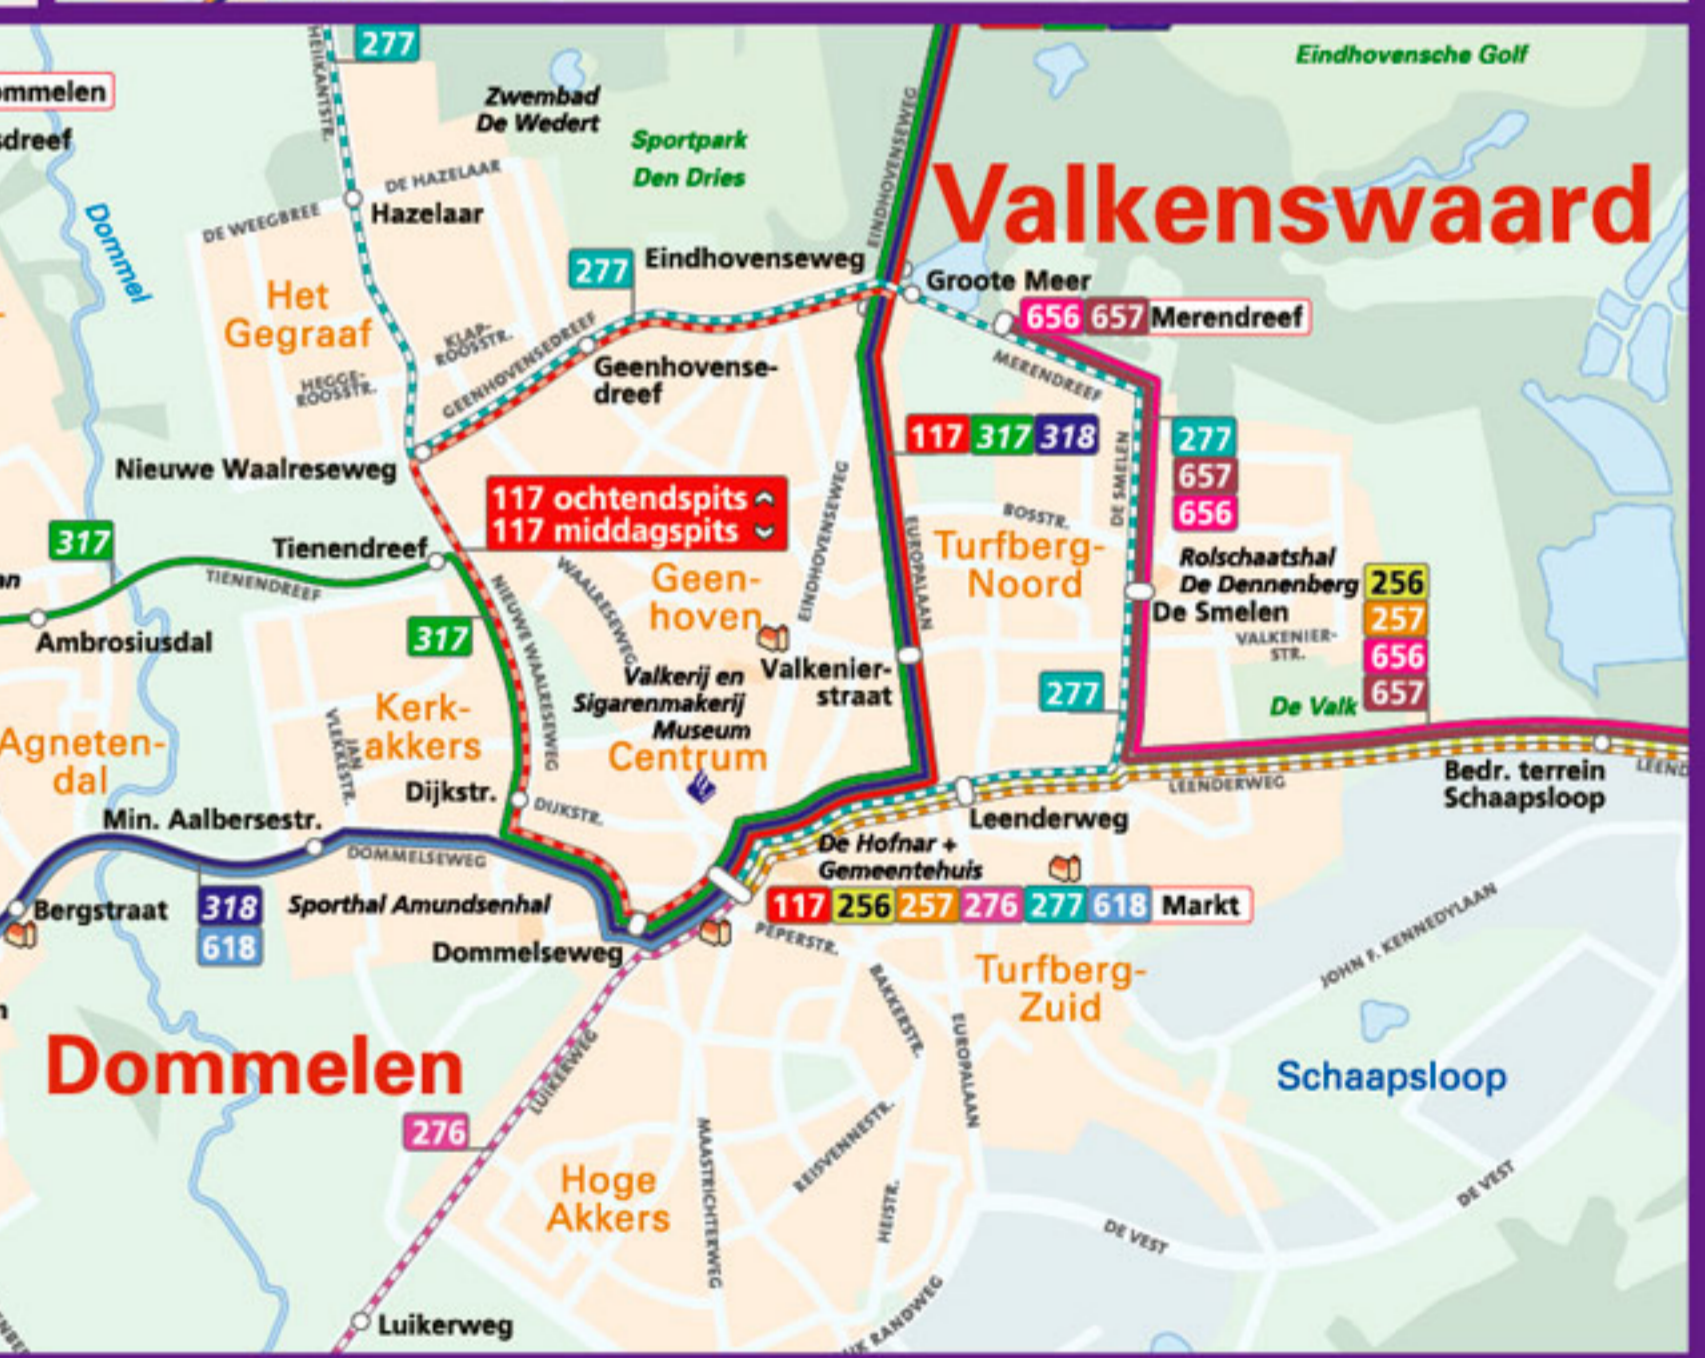 277
HEIKANTSTR.
ommelen
sdreef
Dommel
Zwembad
De Wedert
Sportpark
Den Dries
Eindhovensche Golf
EINDHOVENSEWEG
Valkenswaard
DE HAZELAAR
DE WEEGBREE
Hazelaar
277
Eindhovenseweg
Groote Meer
656 657 Merendreef
Het
Gegraaf
KLAP-
ROOSSTR.
HEGGE-
ROOSSTR.
GEENHOVENSEDREEF
Geenhovense-
dreef
MERENDREEF
117 317 318
277
657
656
Nieuwe Waalreseweg
117 ochtendspits
117 middagspits
EINDHOVENSEWEG
EUROPALAAN
BOSSTR.
DE SMELEN
Turfberg-
Noord
Rolschaatshal
De Dennenberg
De Smelen
VALKENIER-
STR.
256
257
656
657
De Valk
317
Tienendreef
TIENENDREEF
an
Ambrosiusdal
317
NIEUWE WAALRESEWEG
WAALRESEWEG
Geen-
hoven
Valkerij en
Sigarenmakerij
Museum
Valkenier-
straat
277
Kerk-
akkers
JAN
VLEKKESTR.
Centrum
Agneten-
dal
Dijkstr.
DIJKSTR.
LEENDERWEG
Bedr. terrein
Schaapsloop
LEEND
Leenderweg
Min. Aalbersestr.
DOMMELSEWEG
De Hofnar +
Gemeentehuis
Bergstraat
318
618
Sporthal Amundsenhal
117 256 257 276 277 618 Markt
Dommelseweg
PEPERSTR.
BAKKERSTR.
EUROPALAAN
Turfberg-
Zuid
JOHN F. KENNEDYLAAN
n
Dommelen
LUIKERWEG
Schaapsloop
276
Hoge
Akkers
MAASTRICHTERWEG
REISVENNESTR.
HEISTR.
DE VEST
DE VEST
Luikerweg
IJK RANDWEG